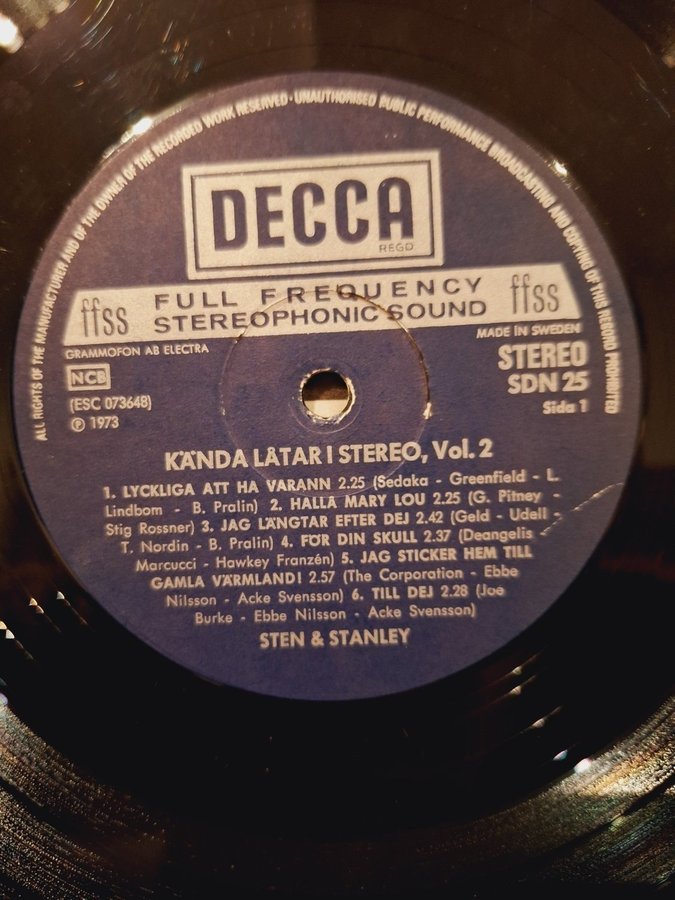 ALL RIGHTS OF THE MANUFACTURER AND OF THE OWNER OF THE RECORDED WORK RESERVED · UNAUTHORISED PUBLIC PERFORMANCE BROADCASTING AND COPYING OF THIS RECORD PROHIBITED
DECCA
REGD
ffss FULL FREQUENCY ffss
STEREOPHONIC SOUND
GRAMMOFON AB ELECTRA
MADE IN SWEDEN
NCB
STEREO
(ESC 073648)
SDN 25
℗ 1973
Sida 1
KÄNDA LÅTAR I STEREO, Vol. 2
1. LYCKLIGA ATT HA VARANN 2.25 (Sedaka - Greenfield - L.
Lindbom - B. Pralin) 2. HALLÅ MARY LOU 2.25 (G. Pitney -
Stig Rossner) 3. JAG LÄNGTAR EFTER DEJ 2.42 (Geld - Udell -
T. Nordin - B. Pralin) 4. FÖR DIN SKULL 2.37 (Deangelis -
Marcucci - Hawkey Franzén) 5. JAG STICKER HEM TILL
GAMLA VÄRMLAND! 2.57 (The Corporation - Ebbe
Nilsson - Acke Svensson) 6. TILL DEJ 2.28 (Joe
Burke - Ebbe Nilsson - Acke Svensson)
STEN & STANLEY